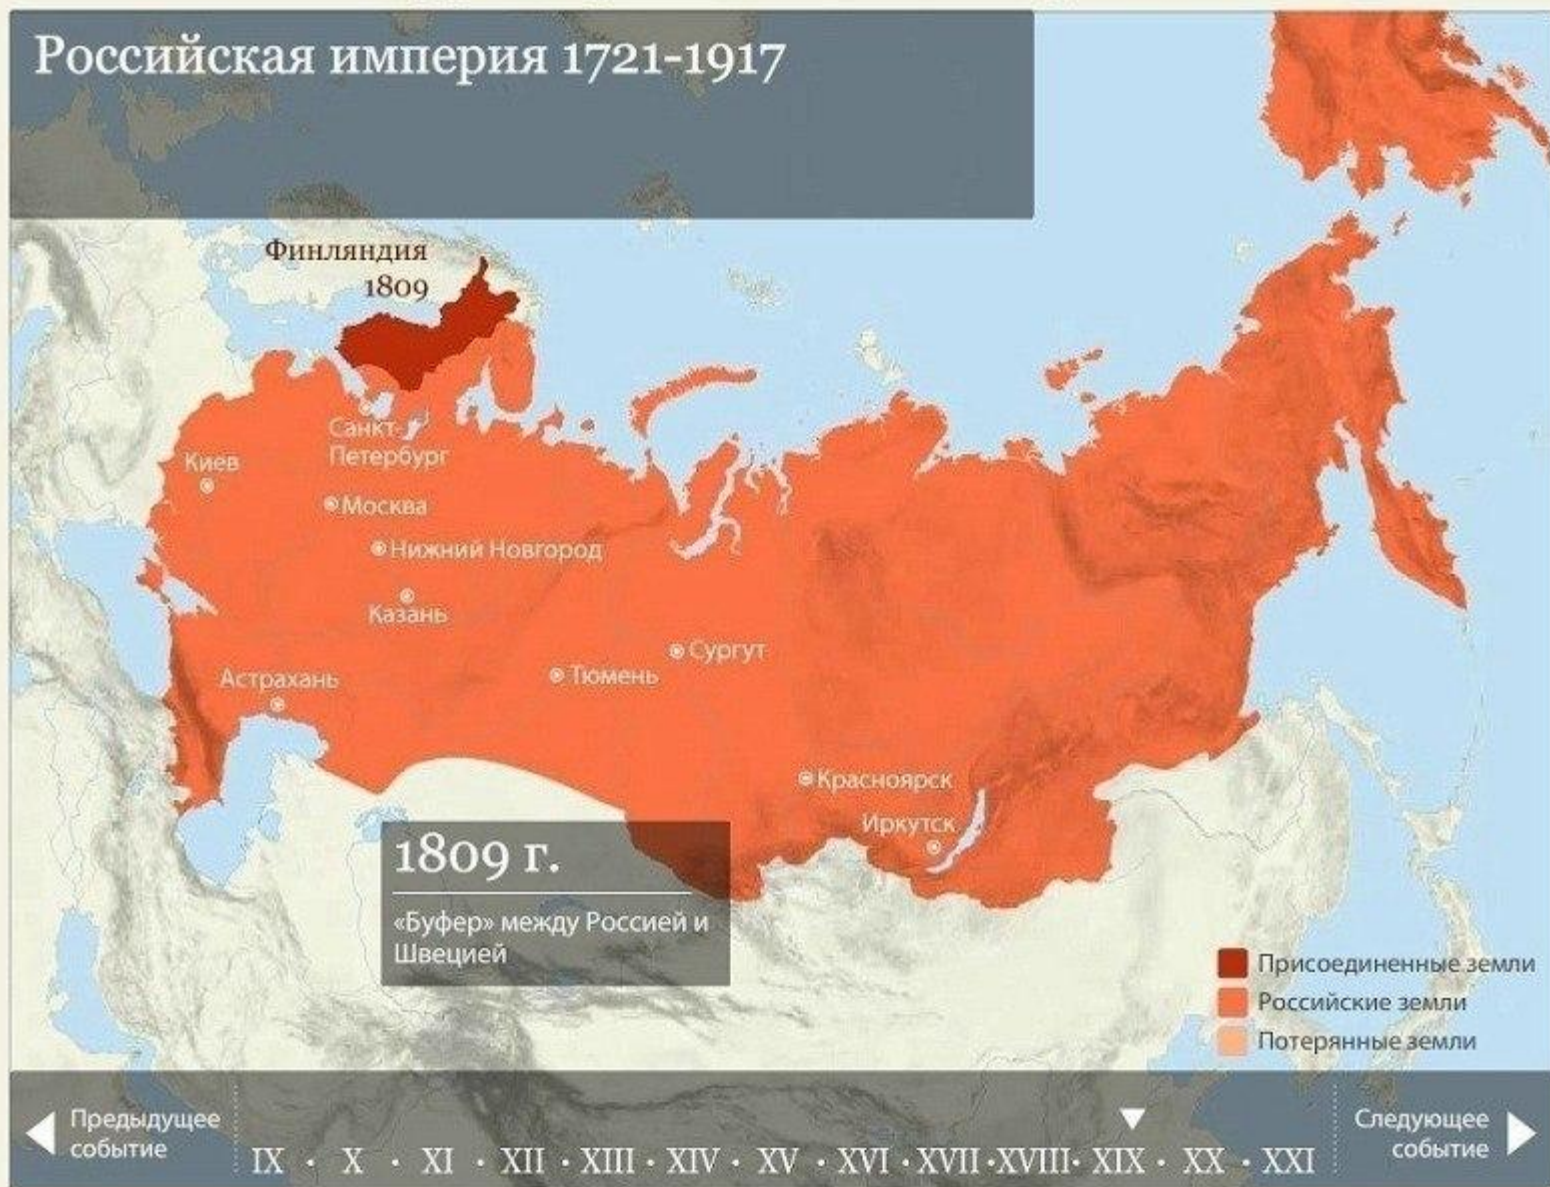 Российская империя 1721-1917
Финляндия
1809
Санкт-
Петербург
Киев
Москва
Нижний Новгород
Казань
Сургут
Тюмень
Астрахань
Красноярск
Иркутск
1809 г.
«Буфер» между Россией и
Швецией
Присоединенные земли
Российские земли
Потерянные земли
Предыдущее
событие
IX · X · XI · XII · XIII · XIV · XV · XVI · XVII · XVIII · XIX · XX · XXI
Следующее
событие